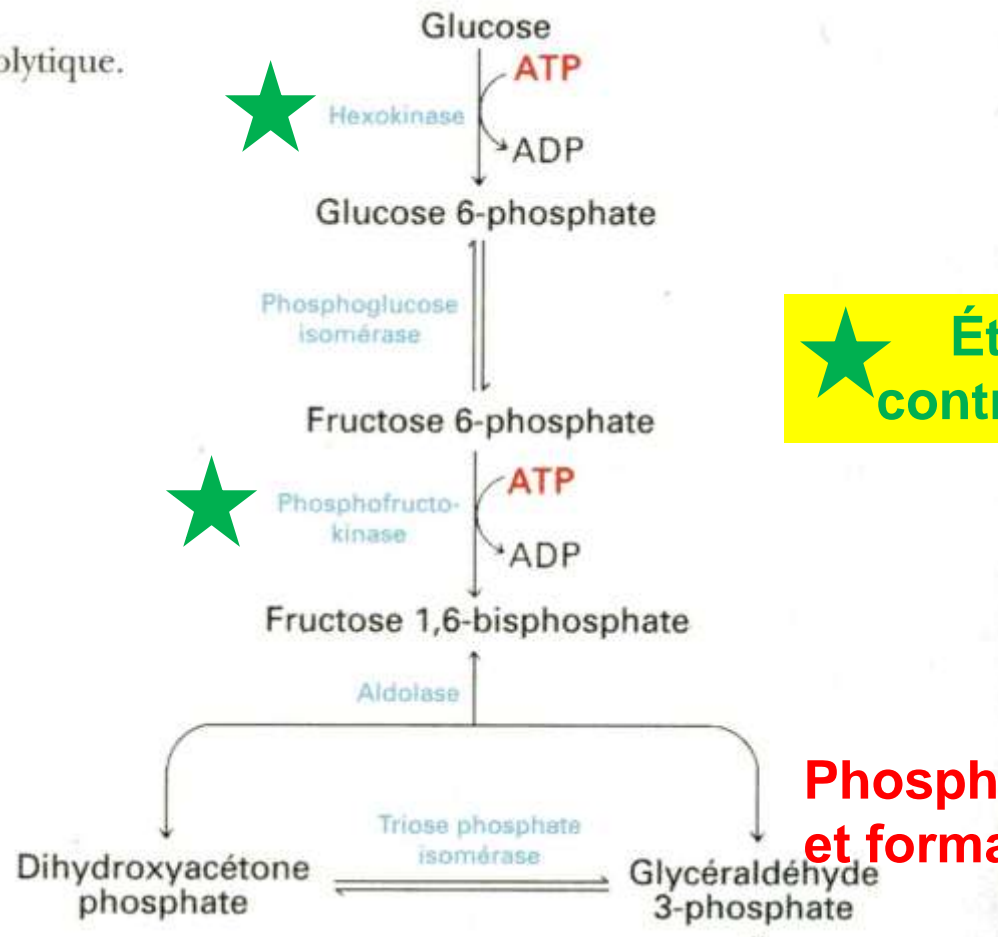 Glucose
olytique.
ATP
Hexokinase
ADP
Glucose 6-phosphate
Phosphoglucose
isomérase
Ét
contr
Fructose 6-phosphate
ATP
Phosphofructo-
kinase
ADP
Fructose 1,6-bisphosphate
Aldolase
Phosph
et forma
Triose phosphate
isomérase
Dihydroxyacétone
phosphate
Glycéraldéhyde
3-phosphate